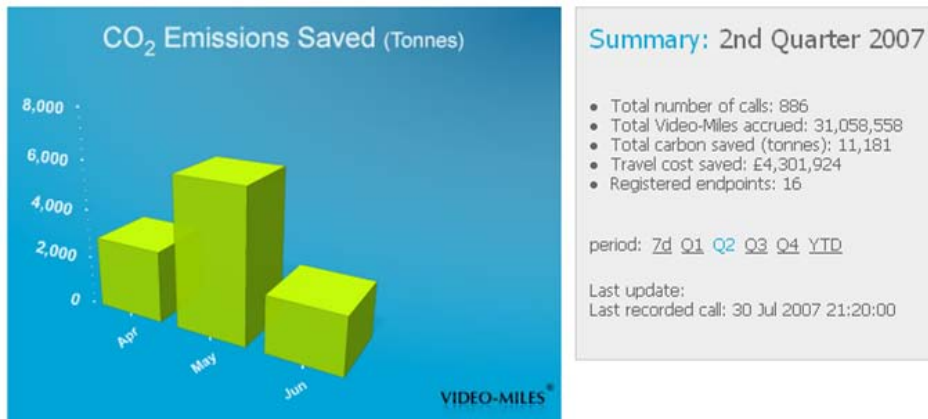 CO2 Emissions Saved (Tonnes)
8,000
6,000
4,000
2,000
0
Apr
May
Jun
VIDEO-MILES®
Summary: 2nd Quarter 2007
• Total number of calls: 886
• Total Video-Miles accrued: 31,058,558
• Total carbon saved (tonnes): 11,181
• Travel cost saved: £4,301,924
• Registered endpoints: 16
period: 7d Q1 Q2 Q3 Q4 YTD
Last update:
Last recorded call: 30 Jul 2007 21:20:00